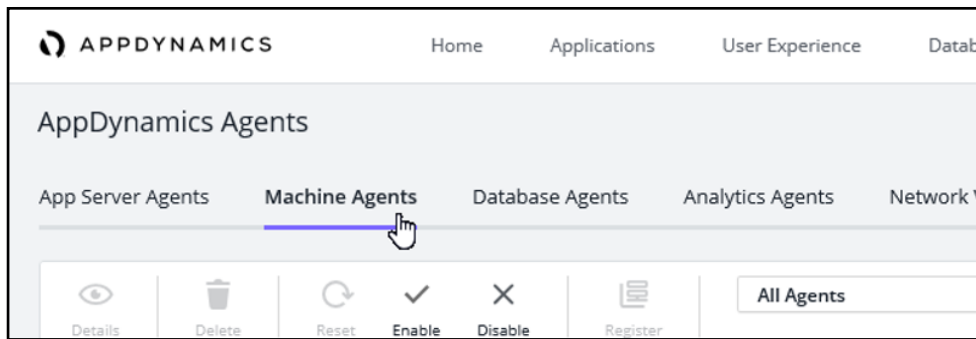 APPDYNAMICS Home Applications User Experience
AppDynamics Agents
App Server Agents Machine Agents Database Agents Analytics Agents Network
All Agents
Details Delete Reset Enable Disable Register